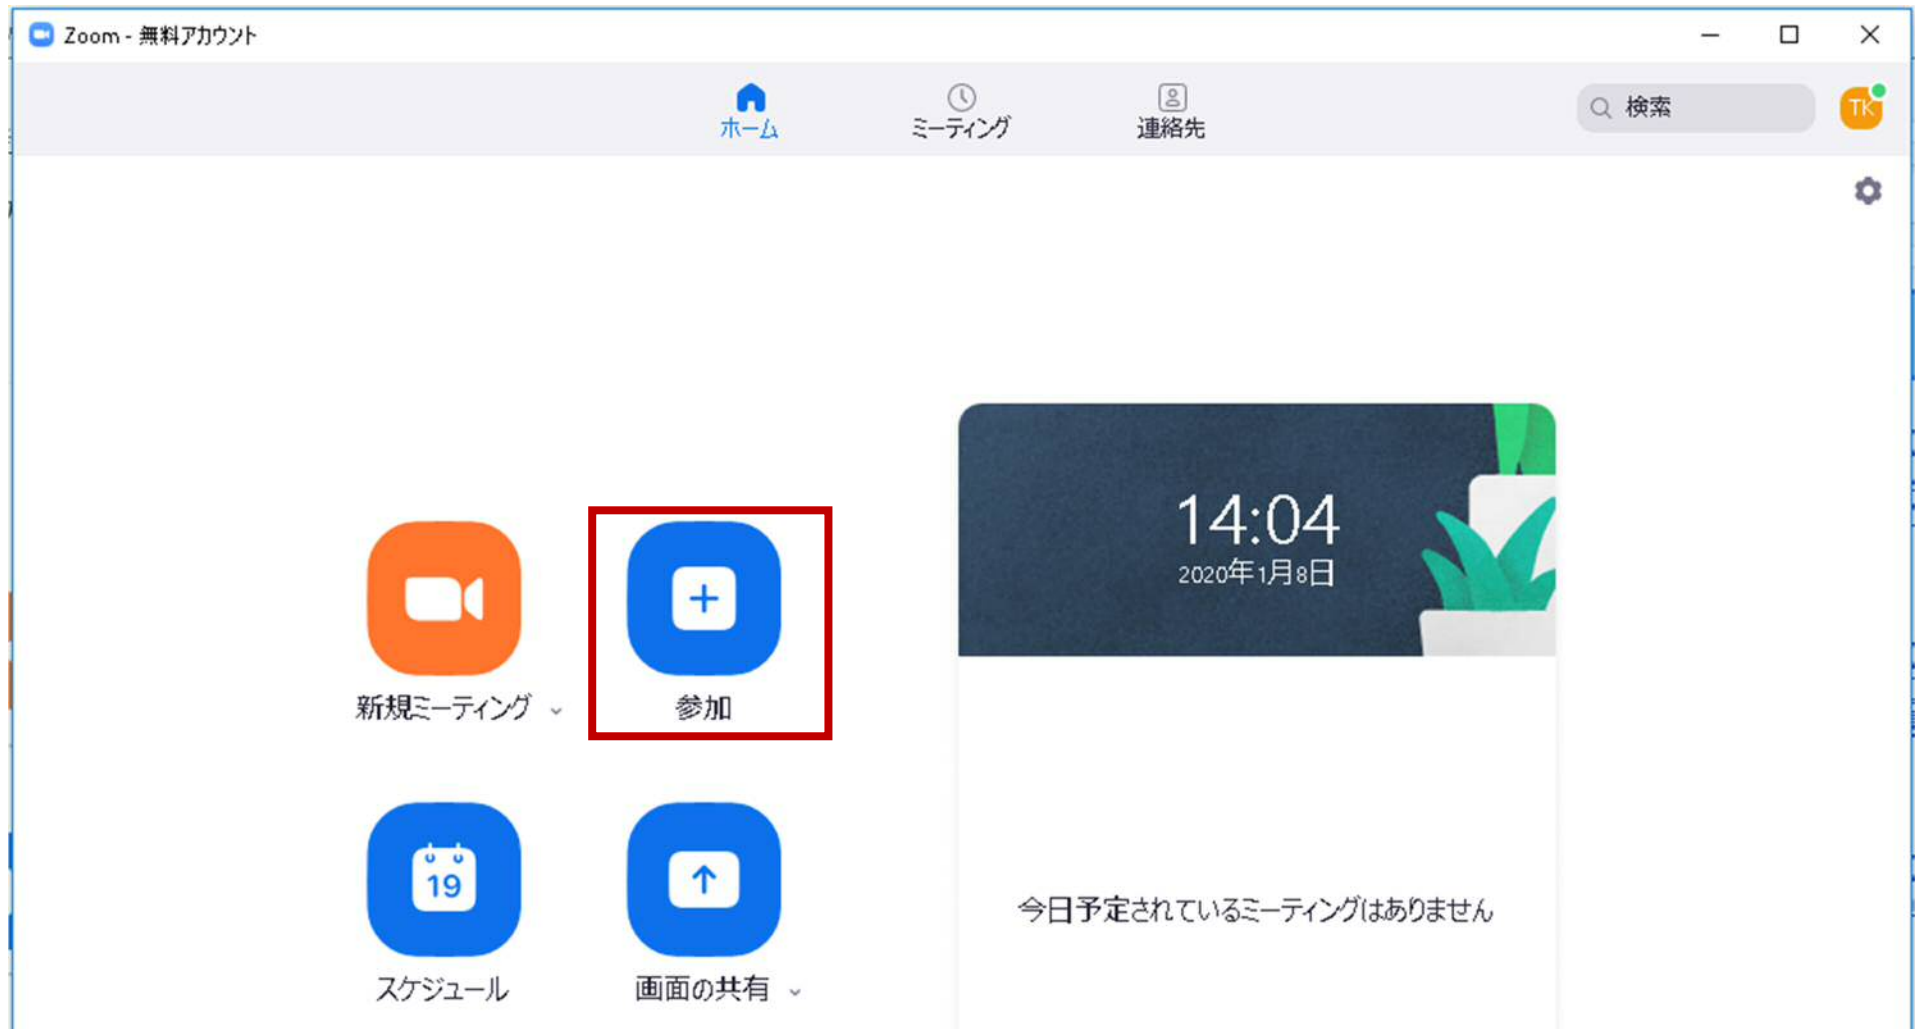 Zoom - 無料アカウント
ホーム
ミーティング
連絡先
検索
TK
14:04
2020年1月8日
新規ミーティング
参加
19
スケジュール
画面の共有
今日予定されているミーティングはありません